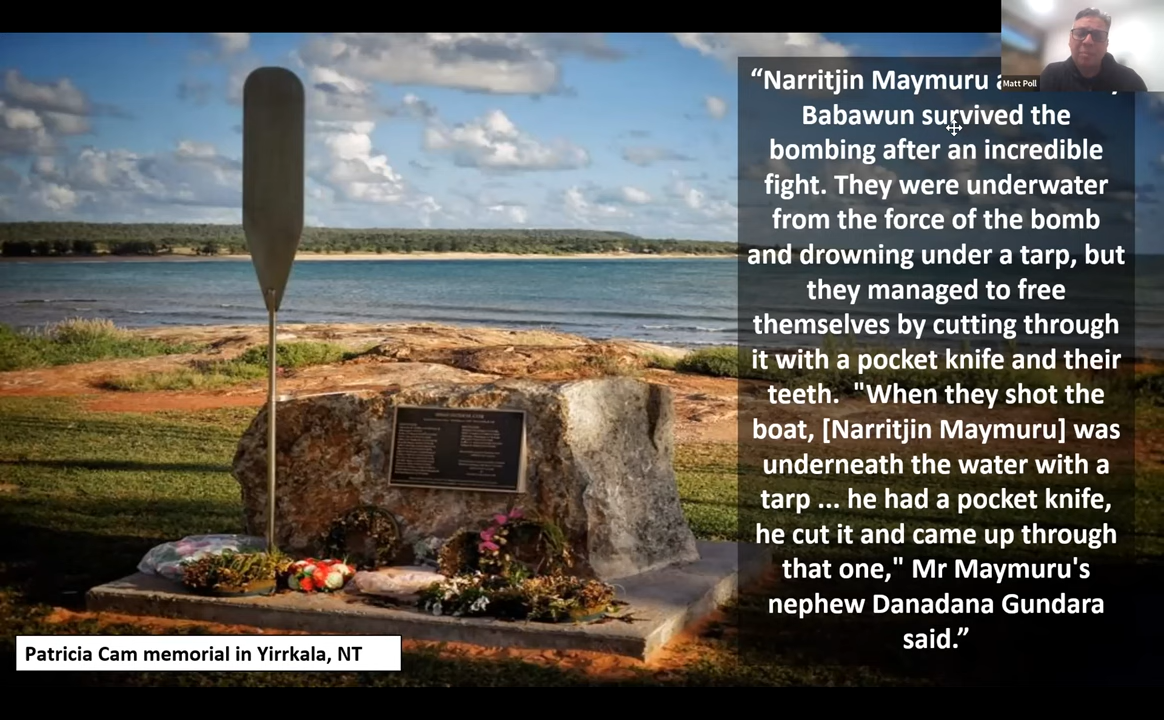 “Narritjin Maymuru
Matt Poll
Babawun survived the
bombing after an incredible
fight. They were underwater
from the force of the bomb
and drowning under a tarp, but
they managed to free
themselves by cutting through
it with a pocket knife and their
teeth.  "When they shot the
boat, [Narritjin Maymuru] was
underneath the water with a
tarp ... he had a pocket knife,
he cut it and came up through
that one," Mr Maymuru's
nephew Danadana Gundara
said.”
Patricia Cam memorial in Yirrkala, NT